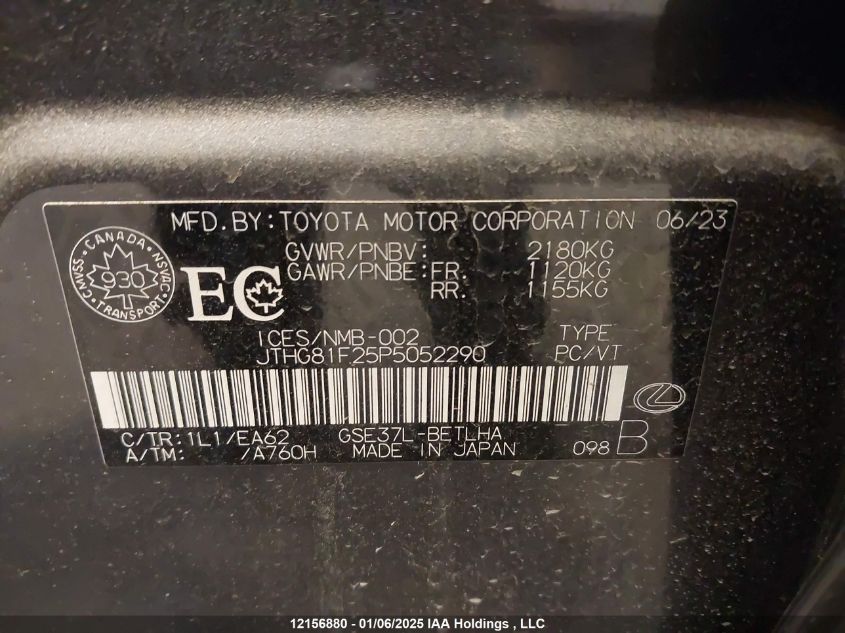 MFD.BY:TOYOTA MOTOR CORPORATION 06/23
GVWR/PNBV: 2180KG
GAWR/PNBE:FR. 1120KG
RR. 1155KG
CANADA
CMVSS 930 NSVAC
TRANSPORT
EC
ICES/NMB-002 TYPE
JTHG81F25P5052290 PC/VT
C/TR:1L1/EA62 GSE37L-BETLHA
A/TM: /A760H MADE IN JAPAN 098 B
12156880 - 01/06/2025 IAA Holdings , LLC